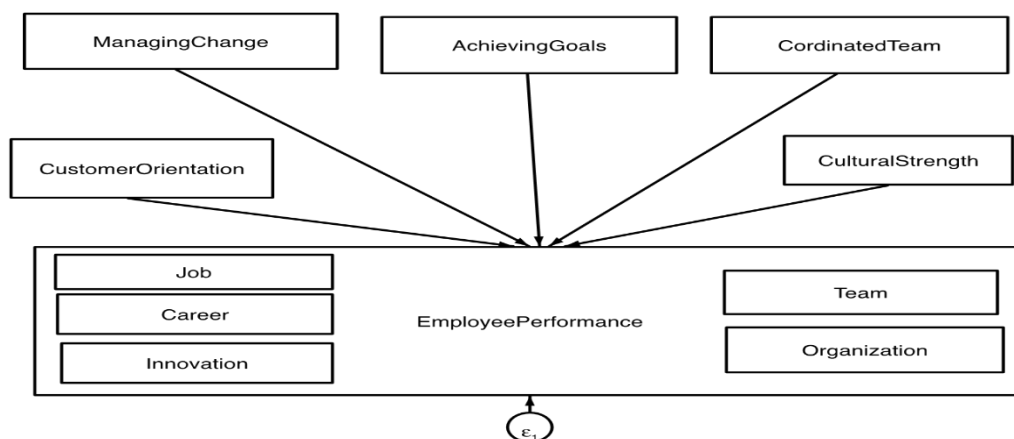 ManagingChange
AchievingGoals
CordinatedTeam
CustomerOrientation
CulturalStrength
Job
Career
Innovation
EmployeePerformance
Team
Organization
ε₁